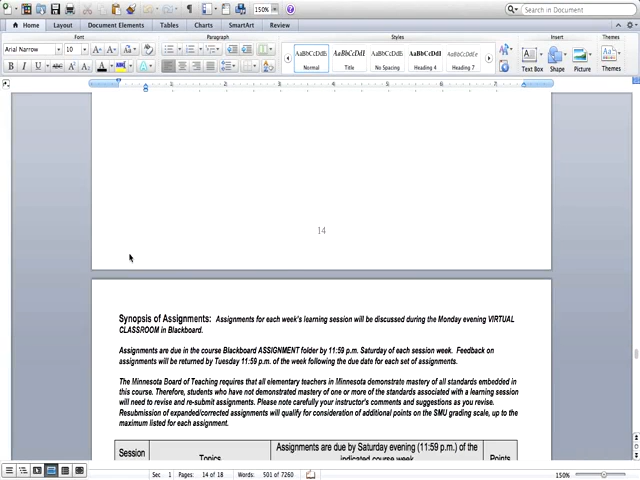 150%
Search in Document
Home Layout Document Elements Tables Charts SmartArt Review
Font Paragraph Styles Insert Themes
Arial Narrow 10
AaBbCcDdEe AaBbCcDdI AaBbCcDdE AaBbCcDdI AaBbCcDdEe
Normal Title No Spacing Heading 4 Heading 7 Text Box Shape Picture Themes
14
Synopsis of Assignments: Assignments for each week's learning session will be discussed during the Monday evening VIRTUAL
CLASSROOM in Blackboard.
Assignments are due in the course Blackboard ASSIGNMENT folder by 11:59 p.m. Saturday of each session week. Feedback on
assignments will be returned by Tuesday 11:59 p.m. of the week following the due date for each set of assignments.
The Minnesota Board of Teaching requires that all elementary teachers in Minnesota demonstrate mastery of all standards embedded in
this course. Therefore, students who have not demonstrated mastery of one or more of the standards associated with a learning session
will need to revise and re-submit assignments. Please note carefully your instructor's comments and suggestions as you revise.
Resubmission of expanded/corrected assignments will qualify for consideration of additional points on the SMU grading scale, up to the
maximum listed for each assignment.
Session Topics Assignments are due by Saturday evening (11:59 p.m.) of the
indicated course week Points
Sec 1 Pages: 14 of 18 Words: 501 of 7260 150%